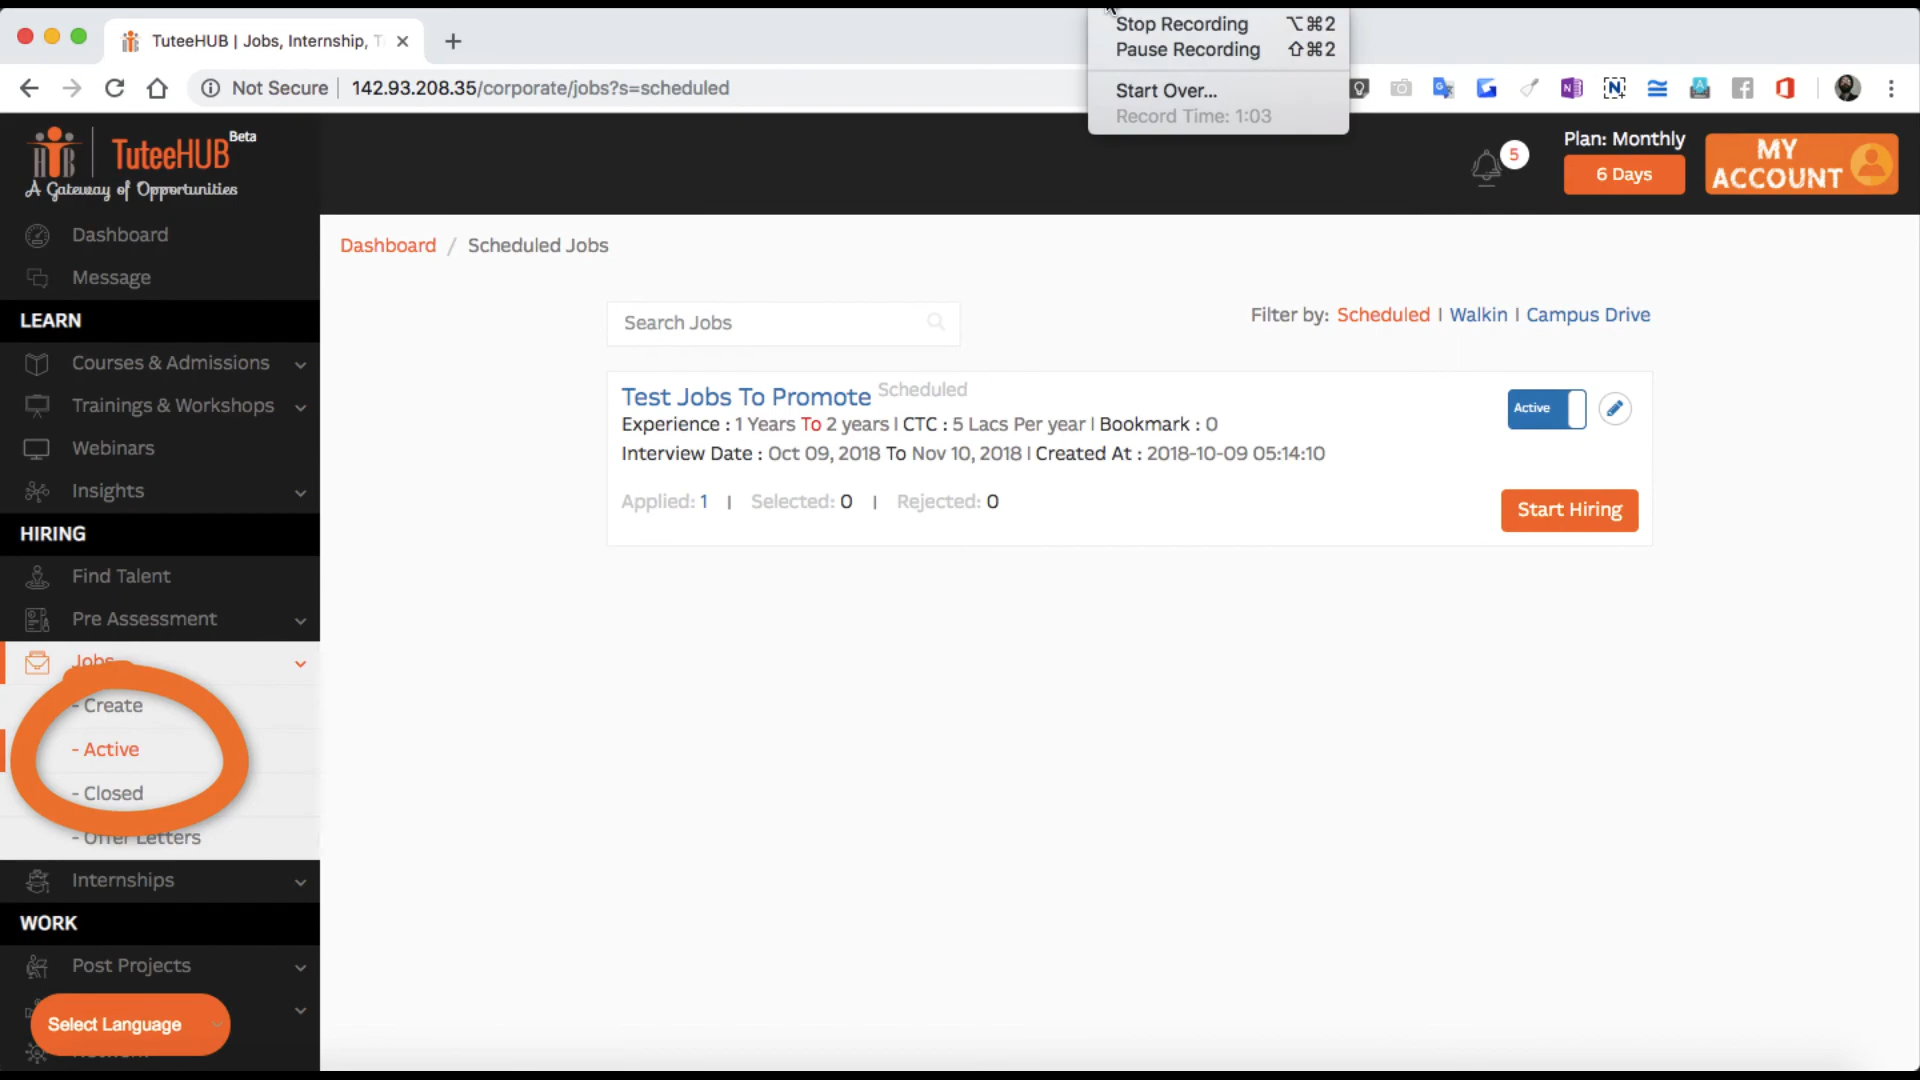 Stop Recording ⌥⌘2
Pause Recording ⇧⌘2
Start Over...
Record Time: 1:03
TuteeHUB | Jobs, Internship, T
Not Secure | 142.93.208.35/corporate/jobs?s=scheduled
TuteeHUB Beta
A Gateway of Opportunities
5
Plan: Monthly
6 Days
MY ACCOUNT
Dashboard
Message
LEARN
Courses & Admissions
Trainings & Workshops
Webinars
Insights
HIRING
Find Talent
Pre Assessment
Jobs
- Create
- Active
- Closed
- Offer Letters
Internships
WORK
Post Projects
Select Language
Dashboard / Scheduled Jobs
Search Jobs
Filter by: Scheduled | Walkin | Campus Drive
Test Jobs To Promote Scheduled
Experience : 1 Years To 2 years | CTC : 5 Lacs Per year | Bookmark : 0
Interview Date : Oct 09, 2018 To Nov 10, 2018 | Created At : 2018-10-09 05:14:10
Applied: 1 | Selected: 0 | Rejected: 0
Active
Start Hiring